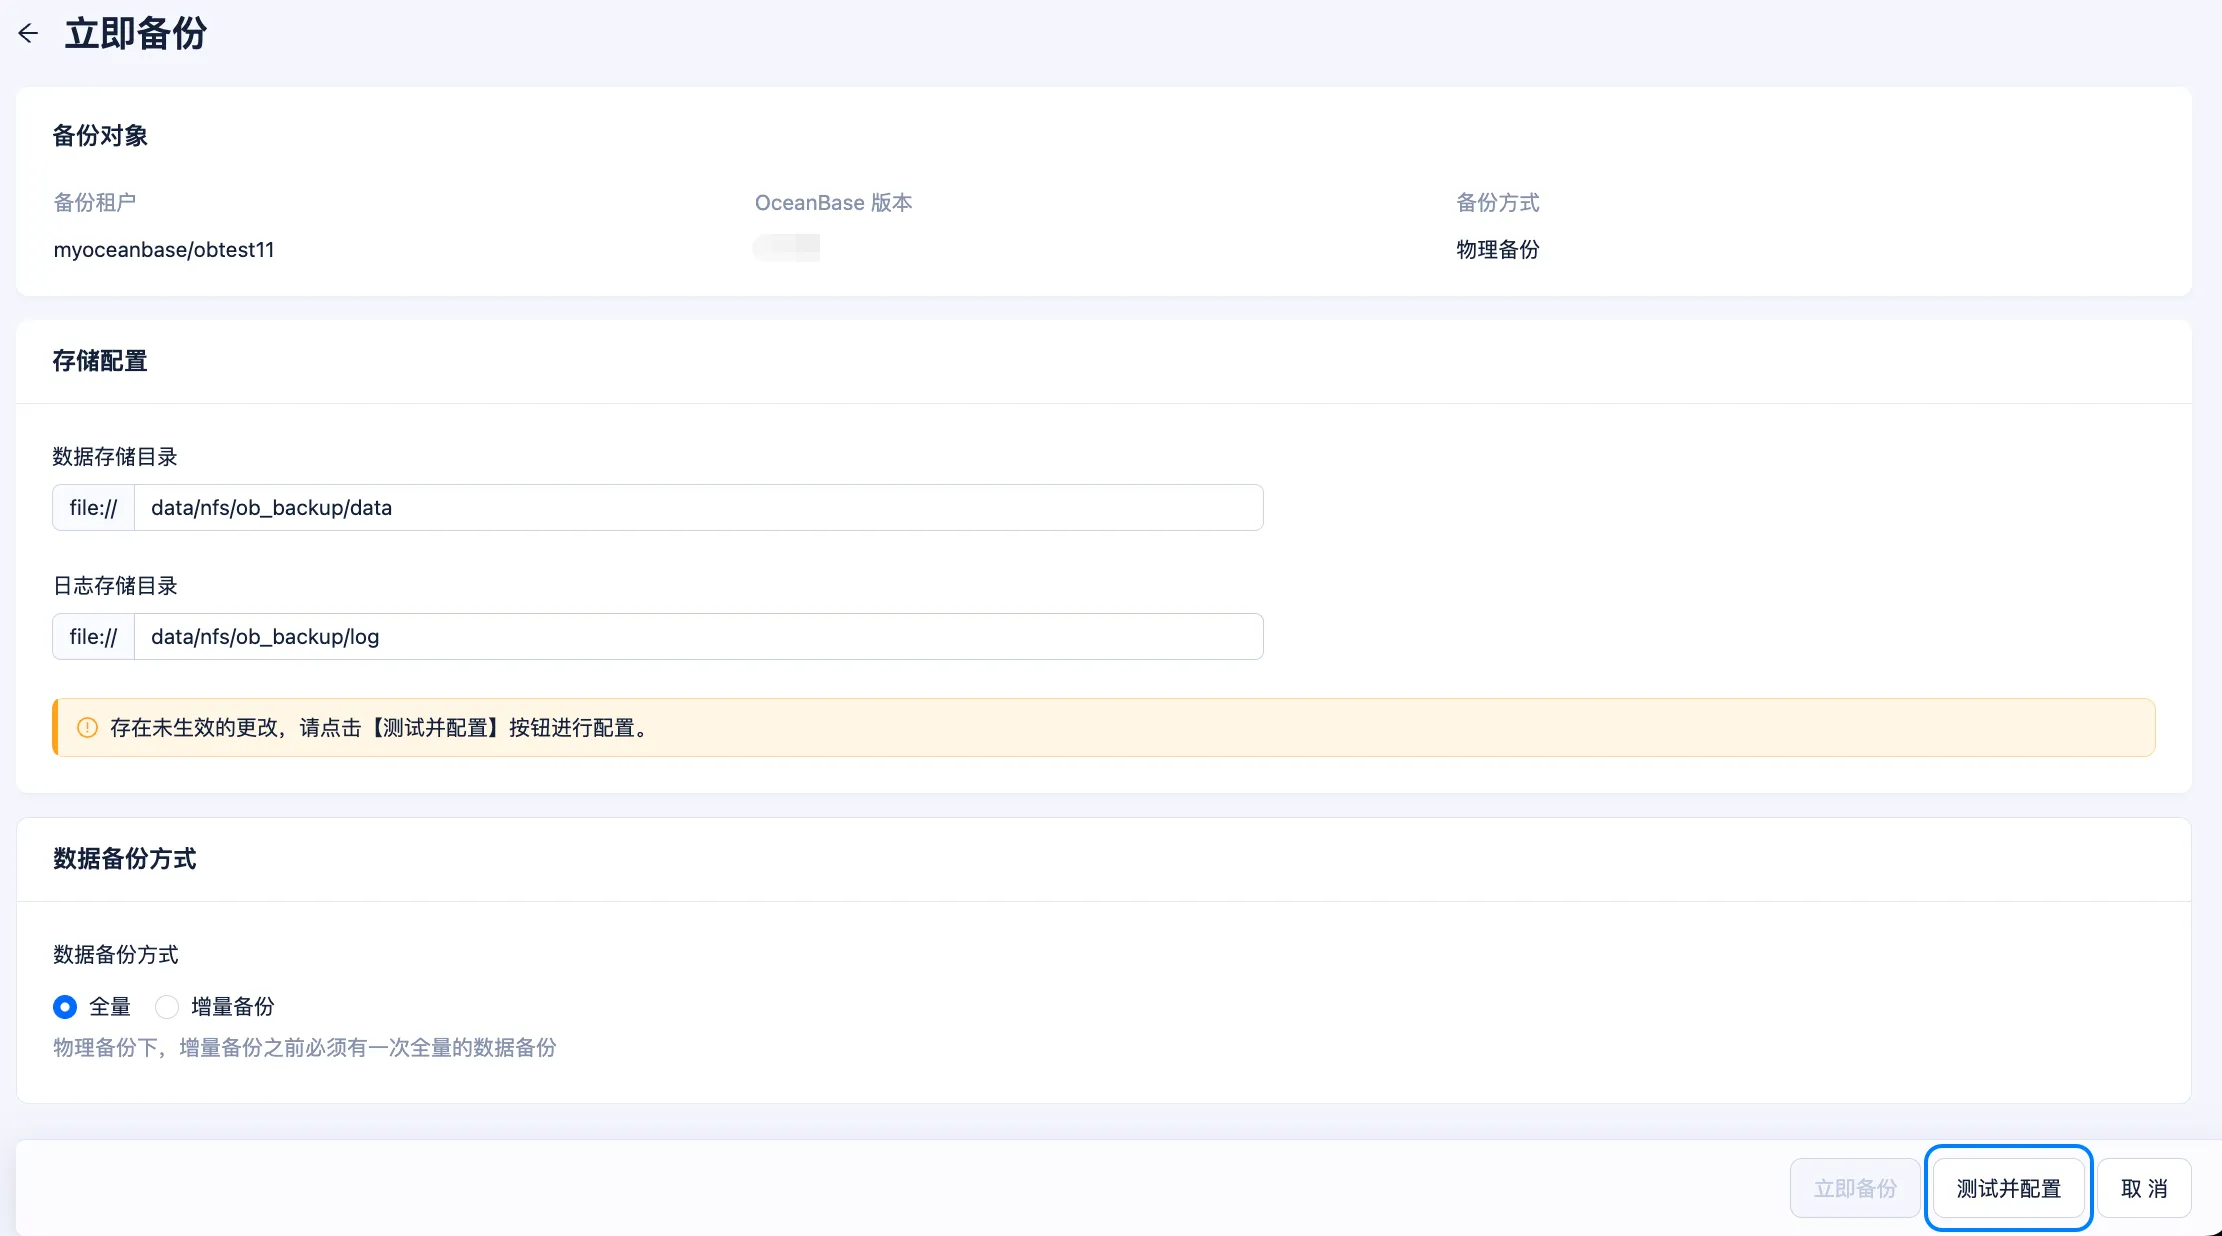 立即备份
备份对象
备份租户
OceanBase 版本
备份方式
myoceanbase/obtest11
物理备份
存储配置
数据存储目录
file:// data/nfs/ob_backup/data
日志存储目录
file:// data/nfs/ob_backup/log
存在未生效的更改，请点击【测试并配置】按钮进行配置。
数据备份方式
数据备份方式
全量 增量备份
物理备份下，增量备份之前必须有一次全量的数据备份
立即备份 测试并配置 取 消